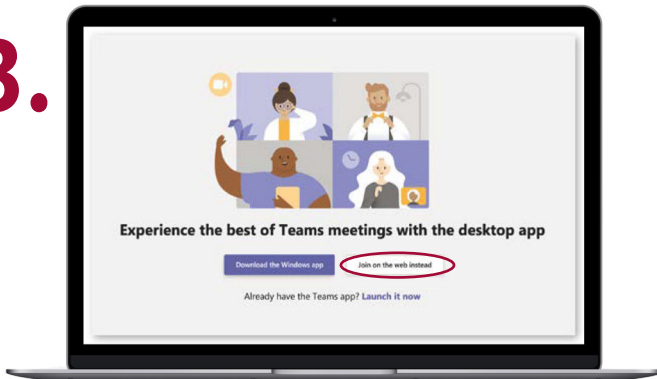 3.
Experience the best of Teams meetings with the desktop app
Download the Windows app Join on the web instead
Already have the Teams app? Launch it now